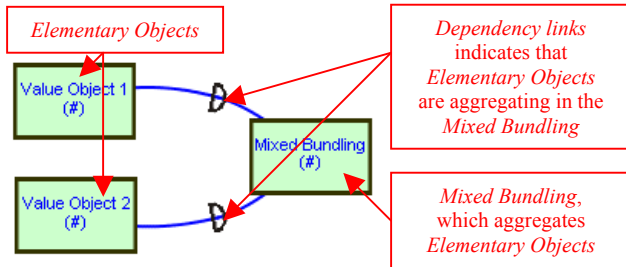 Elementary Objects
Dependency links
indicates that
Elementary Objects
are aggregating in the
Mixed Bundling
Value Object 1
(#)
Mixed Bundling
(#)
Value Object 2
(#)
Mixed Bundling,
which aggregates
Elementary Objects